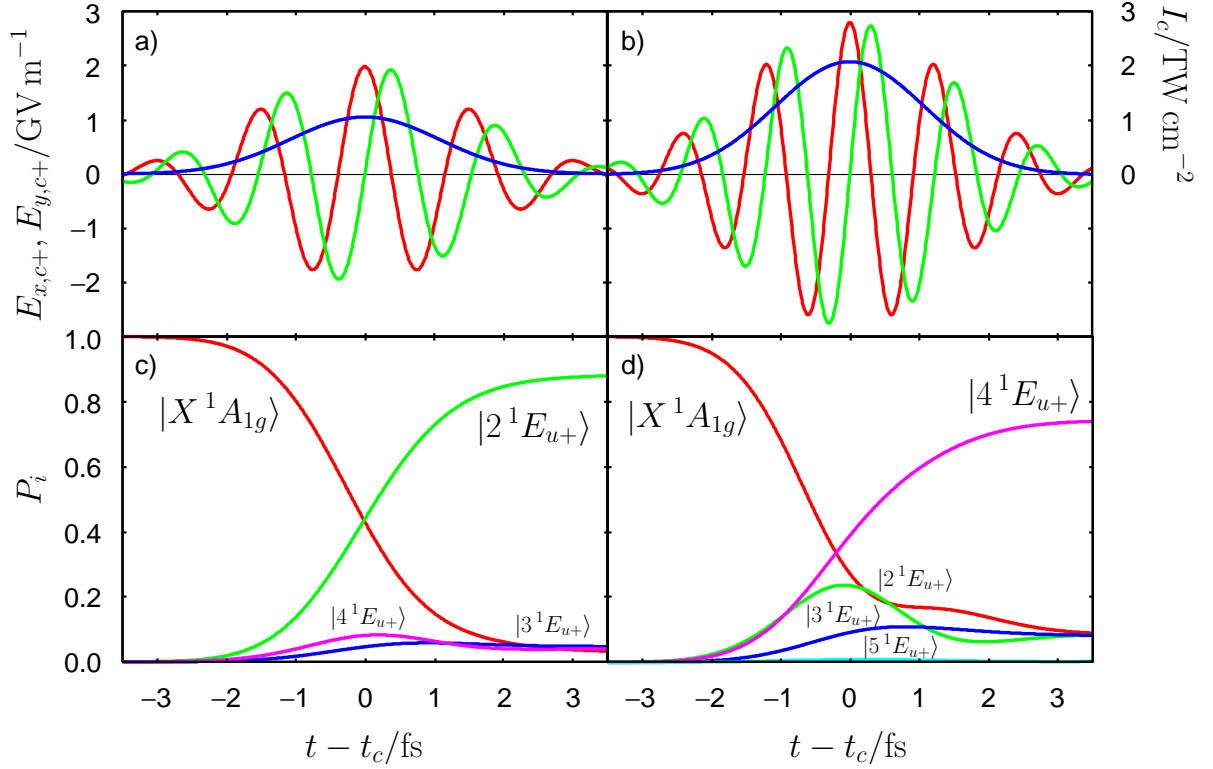 a)
b)
3
2
1
0
−1
−2
E_{x,c+}, E_{y,c+}/GV m^{−1}
3
2
1
0
I_c/TW cm^{−2}
c)
d)
1.0
0.8
0.6
0.4
0.2
0.0
P_i
|X ^1A_{1g}⟩
|2 ^1E_{u+}⟩
|4 ^1E_{u+}⟩
|3 ^1E_{u+}⟩
|X ^1A_{1g}⟩
|4 ^1E_{u+}⟩
|2 ^1E_{u+}⟩
|3 ^1E_{u+}⟩
|5 ^1E_{u+}⟩
−3 −2 −1 0 1 2 3
−3 −2 −1 0 1 2 3
t − t_c/fs
t − t_c/fs